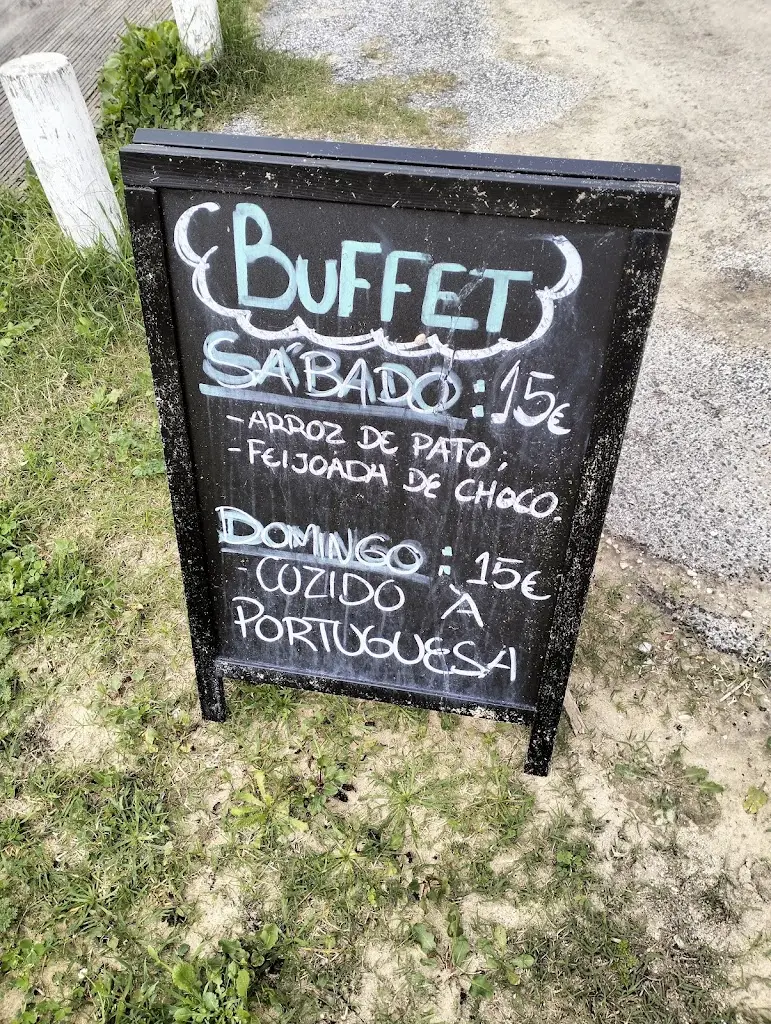 BUFFET
SÁBADO: 15€
- ARROZ DE PATO;
- FEIJOADA DE CHOCO.
DOMINGO: 15€
- COZIDO À
PORTUGUESA